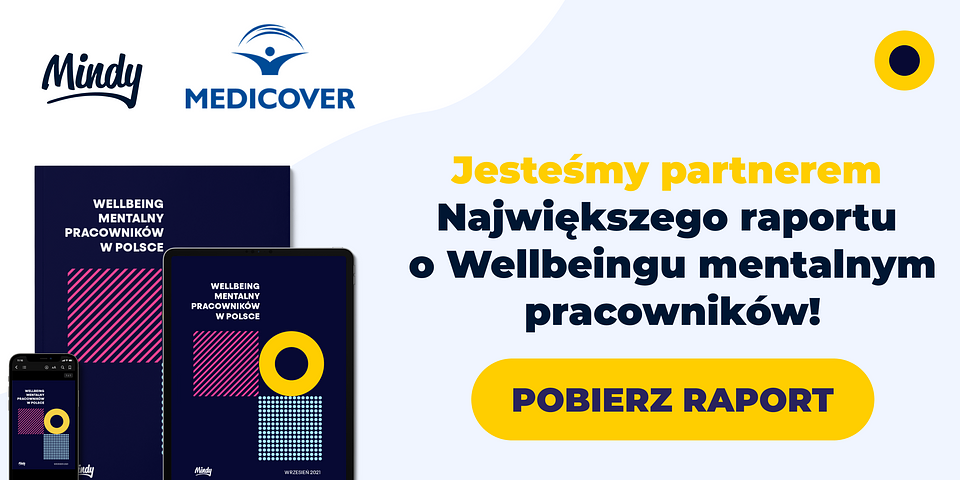 Mindy
MEDICOVER
Jesteśmy partnerem
Największego raportu
o Wellbeingu mentalnym
pracowników!
POBIERZ RAPORT
WELLBEING
MENTALNY
PRACOWNIKÓW
W POLSCE
WELLBEING
MENTALNY
PRACOWNIKÓW
W POLSCE
Mindy
WRZESIEŃ 2021
WELLBEING
MENTALNY
PRACOWNIKÓW
W POLSCE
Mindy